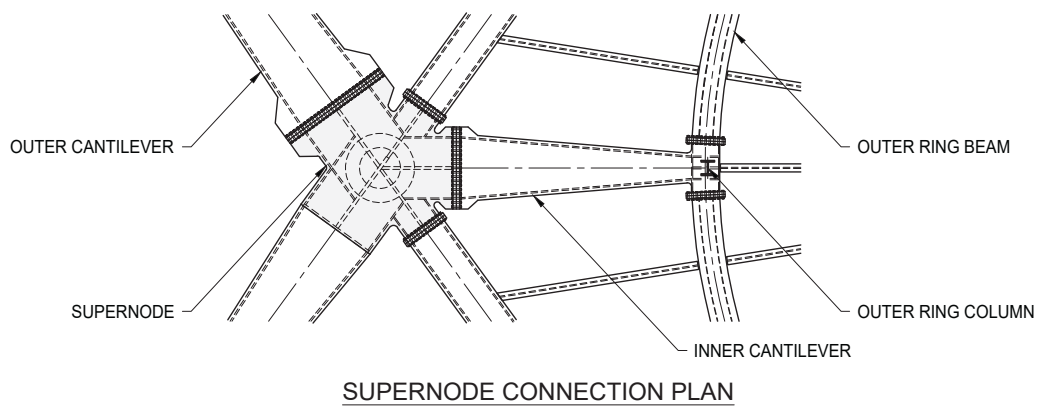 OUTER CANTILEVER
OUTER RING BEAM
SUPERNODE
OUTER RING COLUMN
INNER CANTILEVER
SUPERNODE CONNECTION PLAN